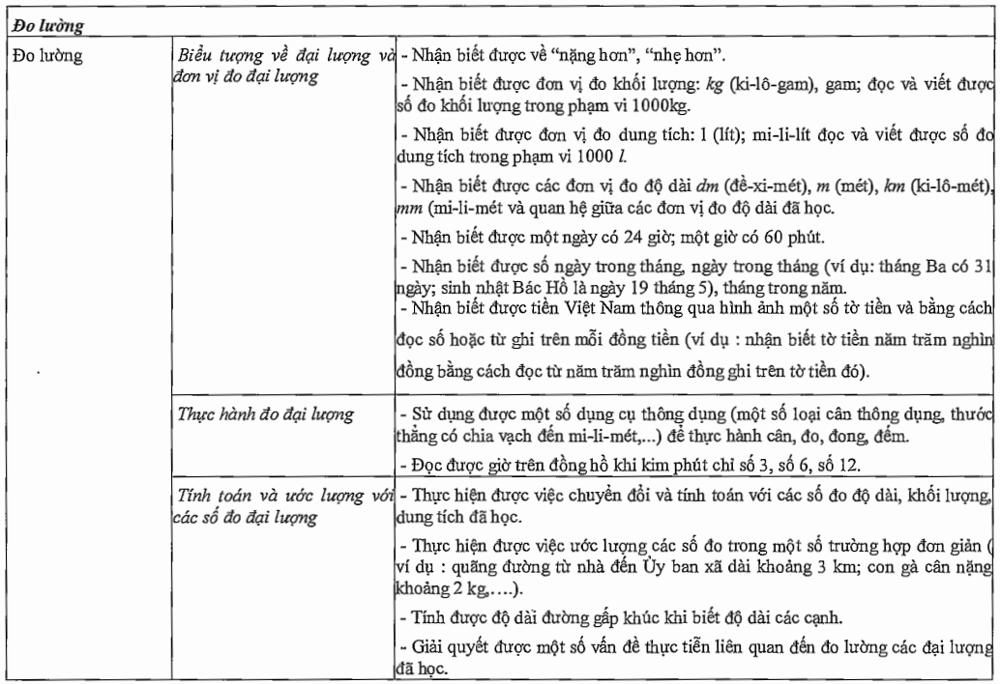 Đo lường
Đo lường
Biểu tượng về đại lượng và
đơn vị đo đại lượng
- Nhận biết được về “nặng hơn”, “nhẹ hơn”.
- Nhận biết được đơn vị đo khối lượng: kg (ki-lô-gam), gam; đọc và viết được
số đo khối lượng trong phạm vi 1000kg.
- Nhận biết được đơn vị đo dung tích: l (lít); mi-li-lít đọc và viết được số đo
dung tích trong phạm vi 1000 l.
- Nhận biết được các đơn vị đo độ dài dm (đề-xi-mét), m (mét), km (ki-lô-mét),
mm (mi-li-mét và quan hệ giữa các đơn vị đo độ dài đã học.
- Nhận biết được một ngày có 24 giờ; một giờ có 60 phút.
- Nhận biết được số ngày trong tháng, ngày trong tháng (ví dụ: tháng Ba có 31
ngày; sinh nhật Bác Hồ là ngày 19 tháng 5), tháng trong năm.
- Nhận biết được tiền Việt Nam thông qua hình ảnh một số tờ tiền và bằng cách
đọc số hoặc từ ghi trên mỗi đồng tiền (ví dụ : nhận biết tờ tiền năm trăm nghìn
đồng bằng cách đọc từ năm trăm nghìn đồng ghi trên tờ tiền đó).
Thực hành đo đại lượng
- Sử dụng được một số dụng cụ thông dụng (một số loại cân thông dụng, thước
thẳng có chia vạch đến mi-li-mét,...) để thực hành cân, đo, đong, đếm.
- Đọc được giờ trên đồng hồ khi kim phút chỉ số 3, số 6, số 12.
Tính toán và ước lượng với
các số đo đại lượng
- Thực hiện được việc chuyển đổi và tính toán với các số đo độ dài, khối lượng,
dung tích đã học.
- Thực hiện được việc ước lượng các số đo trong một số trường hợp đơn giản (
ví dụ : quãng đường từ nhà đến Ủy ban xã dài khoảng 3 km; con gà cân nặng
khoảng 2 kg,….).
- Tính được độ dài đường gấp khúc khi biết độ dài các cạnh.
- Giải quyết được một số vấn đề thực tiễn liên quan đến đo lường các đại lượng
đã học.